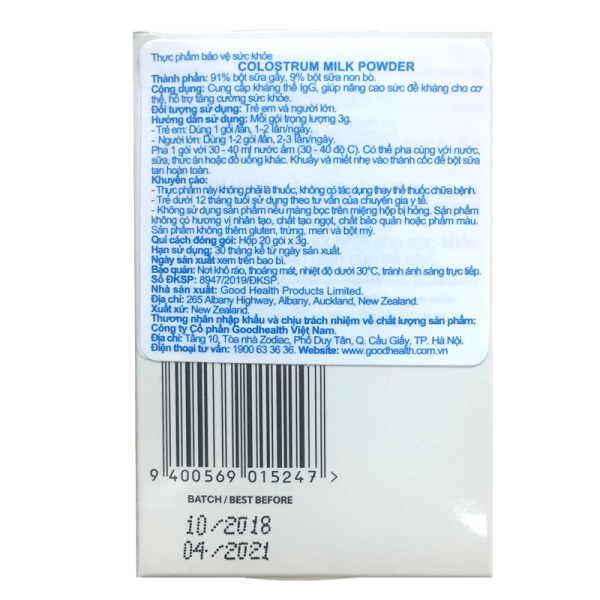 Thực phẩm bảo vệ sức khỏe
COLOSTRUM MILK POWDER
Thành phần: 91% bột sữa gầy, 9% bột sữa non bò.
Công dụng: Cung cấp kháng thể IgG, giúp nâng cao sức đề kháng cho cơ
thể, hỗ trợ tăng cường sức khỏe.
Đối tượng sử dụng: Trẻ em và người lớn.
Hướng dẫn sử dụng: Mỗi gói trọng lượng 3g.
- Trẻ em: Dùng 1 gói /lần, 1-2 lần/ngày.
- Người lớn: Dùng 1-2 gói /lần, 2-3 lần/ngày.
Pha 1 gói với 30 - 40 ml nước ấm (30 - 40 độ C). Có thể pha cùng với nước,
sữa, thức ăn hoặc đồ uống khác. Khuấy và miết nhẹ vào thành cốc để bột sữa
tan hoàn toàn.
Khuyến cáo:
- Thực phẩm này không phải là thuốc, không có tác dụng thay thế thuốc chữa bệnh.
- Trẻ dưới 12 tháng tuổi sử dụng theo tư vấn của chuyên gia y tế.
- Không sử dụng sản phẩm nếu màng bọc trên miệng hộp bị hỏng. Sản phẩm
không có hương vị nhân tạo, chất tạo ngọt, chất bảo quản hoặc phẩm màu.
Sản phẩm không thêm gluten, trứng, men và bột mỳ.
Qui cách đóng gói: Hộp 20 gói x 3g.
Hạn sử dụng: 30 tháng kể từ ngày sản xuất.
Ngày sản xuất xem trên bao bì.
Bảo quản: Nơi khô ráo, thoáng mát, nhiệt độ dưới 30°C, tránh ánh sáng trực tiếp.
Số ĐKSP: 8947/2019/ĐKSP.
Nhà sản xuất: Good Health Products Limited.
Địa chỉ: 265 Albany Highway, Albany, Auckland, New Zealand.
Xuất xứ: New Zealand.
Thương nhân nhập khẩu và chịu trách nhiệm về chất lượng sản phẩm:
Công ty Cổ phần Goodhealth Việt Nam.
Địa chỉ: Tầng 10, Tòa nhà Zodiac, Phố Duy Tân, Q. Cầu Giấy, TP. Hà Nội.
Điện thoại tư vấn: 1900 63 36 36. Website: www.goodhealth.com.vn
9 400569 015247 >
BATCH / BEST BEFORE
10/2018
04/2021